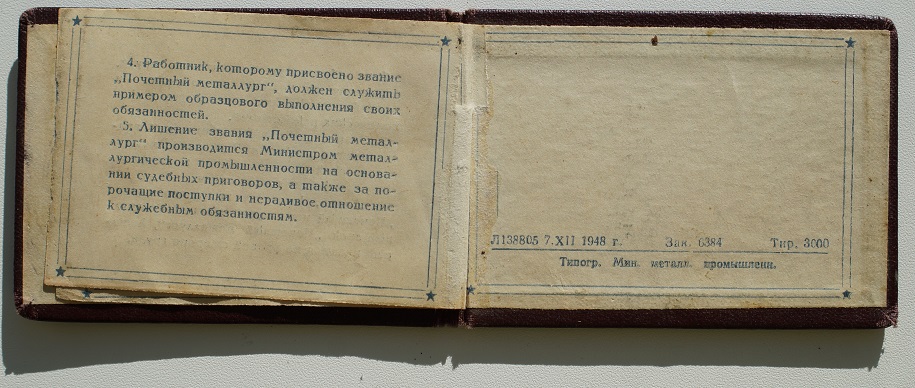 4. Работник, которому присвоено звание
„Почетный металлург“, должен служить
примером образцового выполнения своих
обязанностей.
5. Лишение звания „Почетный метал-
лург“ производится Министром метал-
лургической промышленности на основа-
нии судебных приговоров, а также за по-
рочащие поступки и нерадивое отношение
к служебным обязанностям.
Л138805 7.XII 1948 г. Зак. 6384 Тир. 3000
Типогр. Мин. металл. промышленн.